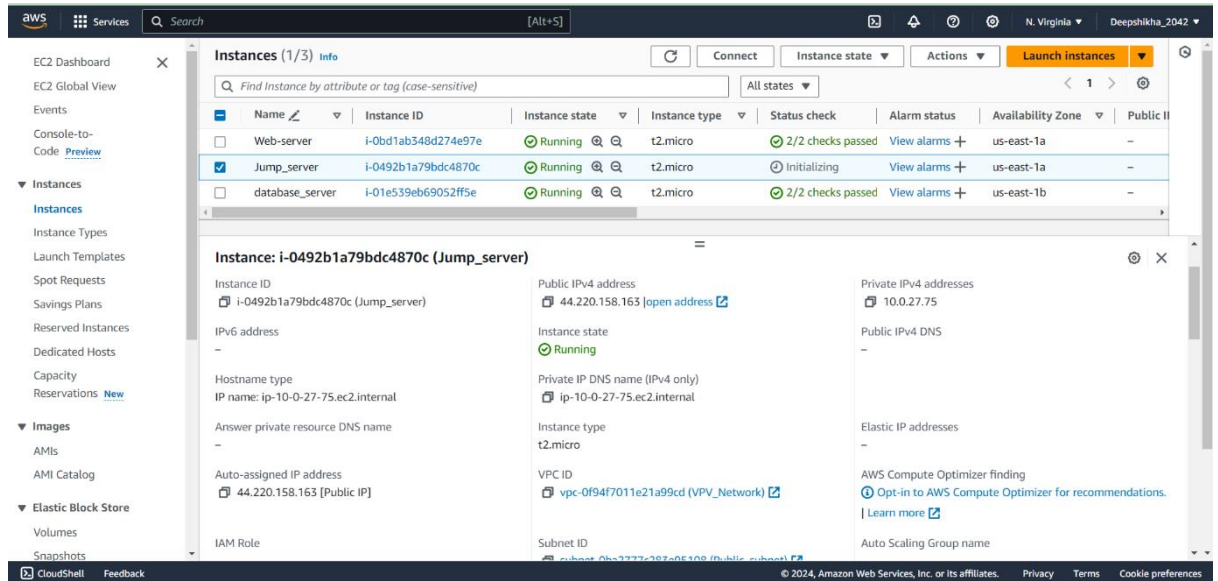 aws Services Search [Alt+S] N. Virginia Deepshikha_2042
EC2 Dashboard
EC2 Global View
Events
Console-to-
Code Preview
Instances
Instances
Instance Types
Launch Templates
Spot Requests
Savings Plans
Reserved Instances
Dedicated Hosts
Capacity
Reservations New
Images
AMIs
AMI Catalog
Elastic Block Store
Volumes
Snapshots
Instances (1/3) Info Connect Instance state Actions Launch instances
Find Instance by attribute or tag (case-sensitive) All states 1
Name Instance ID Instance state Instance type Status check Alarm status Availability Zone Public
Web-server i-0bd1ab348d274e97e Running t2.micro 2/2 checks passed View alarms + us-east-1a –
Jump_server i-0492b1a79bdc4870c Running t2.micro Initializing View alarms + us-east-1a –
database_server i-01e539eb69052ff5e Running t2.micro 2/2 checks passed View alarms + us-east-1b –
Instance: i-0492b1a79bdc4870c (Jump_server)
Instance ID Public IPv4 address Private IPv4 addresses
i-0492b1a79bdc4870c (Jump_server) 44.220.158.163 |open address 10.0.27.75
IPv6 address Instance state Public IPv4 DNS
– Running –
Hostname type Private IP DNS name (IPv4 only)
IP name: ip-10-0-27-75.ec2.internal ip-10-0-27-75.ec2.internal
Answer private resource DNS name Instance type Elastic IP addresses
– t2.micro –
Auto-assigned IP address VPC ID AWS Compute Optimizer finding
44.220.158.163 [Public IP] vpc-0f94f7011e21a99cd (VPV_Network) Opt-in to AWS Compute Optimizer for recommendations.
| Learn more
IAM Role Subnet ID Auto Scaling Group name
CloudShell Feedback © 2024, Amazon Web Services, Inc. or its affiliates. Privacy Terms Cookie preferences